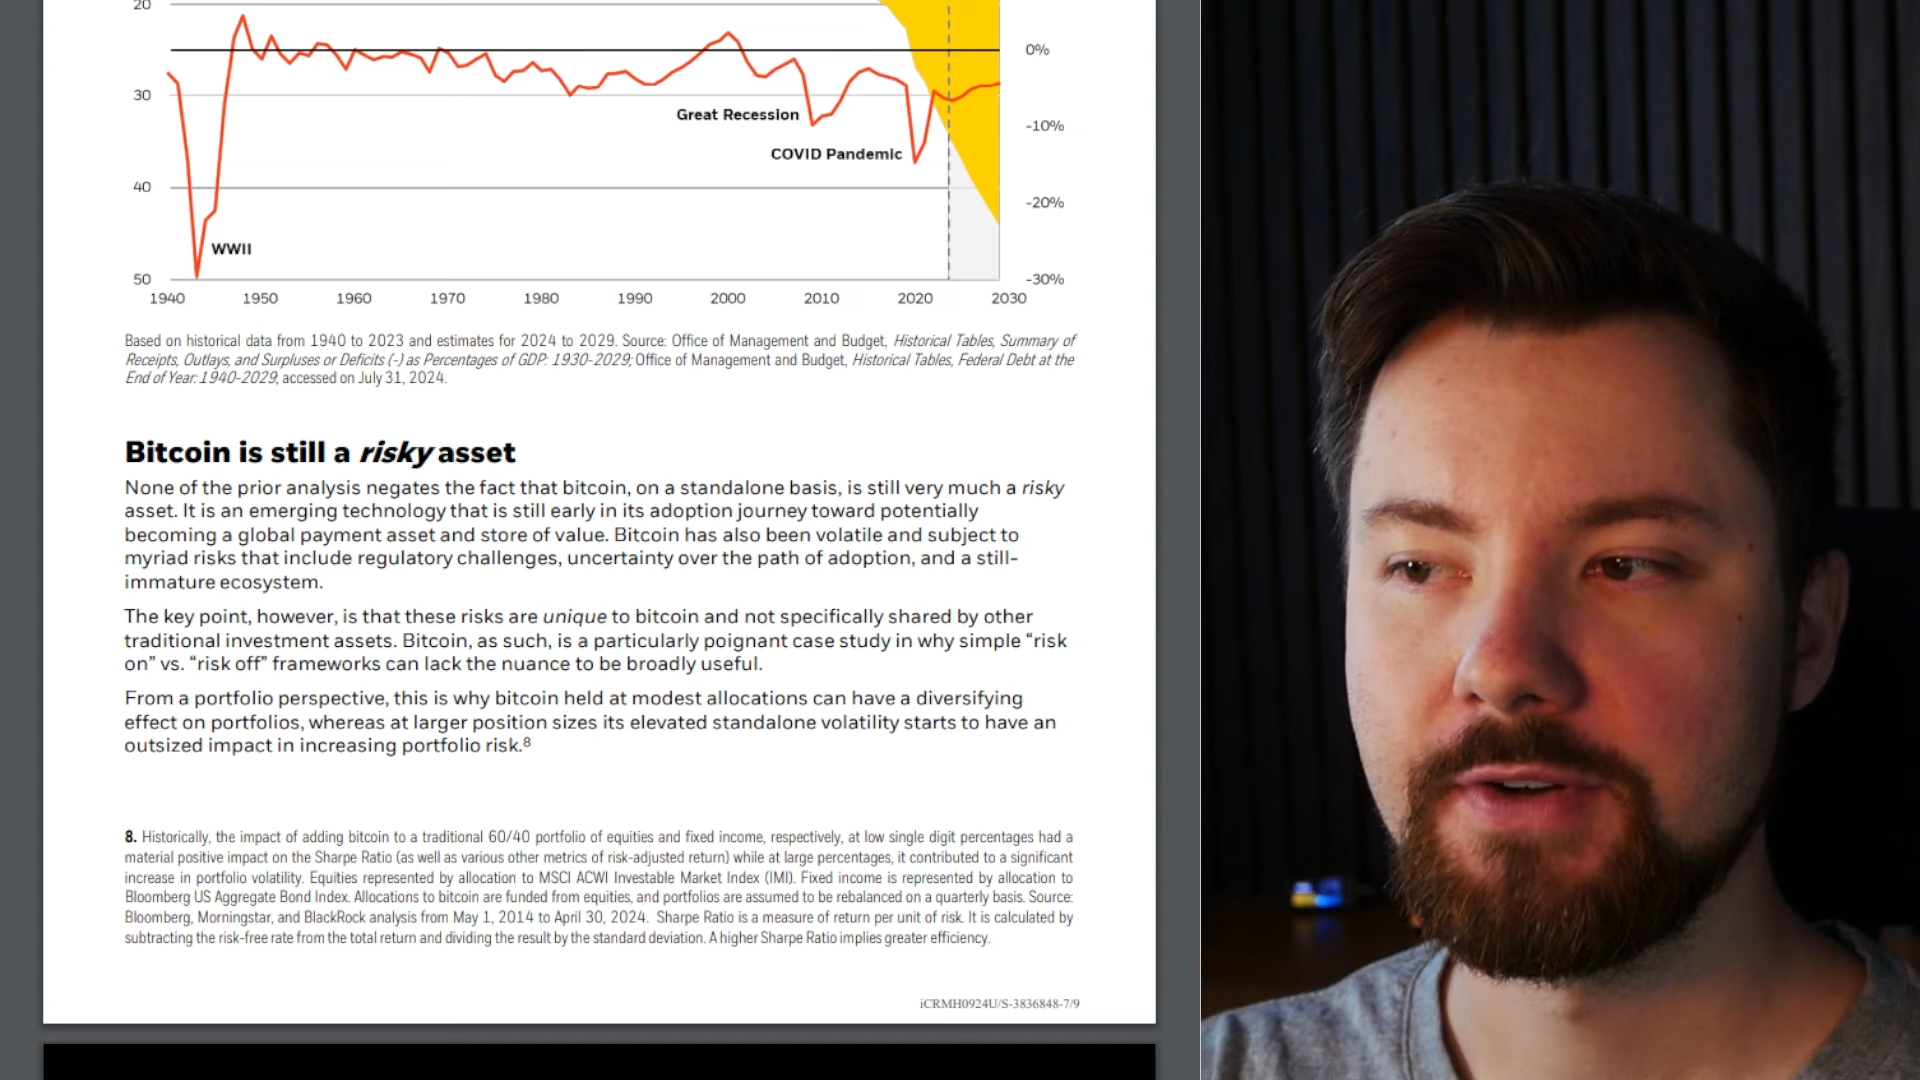 20
0%
30
Great Recession
-10%
COVID Pandemic
40
-20%
WWII
50
-30%
1940 1950 1960 1970 1980 1990 2000 2010 2020 2030
Based on historical data from 1940 to 2023 and estimates for 2024 to 2029. Source: Office of Management and Budget, Historical Tables, Summary of
Receipts, Outlays, and Surpluses or Deficits (-) as Percentages of GDP: 1930-2029; Office of Management and Budget, Historical Tables, Federal Debt at the
End of Year: 1940-2029, accessed on July 31, 2024.
Bitcoin is still a risky asset
None of the prior analysis negates the fact that bitcoin, on a standalone basis, is still very much a risky
asset. It is an emerging technology that is still early in its adoption journey toward potentially
becoming a global payment asset and store of value. Bitcoin has also been volatile and subject to
myriad risks that include regulatory challenges, uncertainty over the path of adoption, and a still-
immature ecosystem.
The key point, however, is that these risks are unique to bitcoin and not specifically shared by other
traditional investment assets. Bitcoin, as such, is a particularly poignant case study in why simple “risk
on” vs. “risk off” frameworks can lack the nuance to be broadly useful.
From a portfolio perspective, this is why bitcoin held at modest allocations can have a diversifying
effect on portfolios, whereas at larger position sizes its elevated standalone volatility starts to have an
outsized impact in increasing portfolio risk.⁸
8. Historically, the impact of adding bitcoin to a traditional 60/40 portfolio of equities and fixed income, respectively, at low single digit percentages had a
material positive impact on the Sharpe Ratio (as well as various other metrics of risk-adjusted return) while at large percentages, it contributed to a significant
increase in portfolio volatility. Equities represented by allocation to MSCI ACWI Investable Market Index (IMI). Fixed income is represented by allocation to
Bloomberg US Aggregate Bond Index. Allocations to bitcoin are funded from equities, and portfolios are assumed to be rebalanced on a quarterly basis. Source:
Bloomberg, Morningstar, and BlackRock analysis from May 1, 2014 to April 30, 2024. Sharpe Ratio is a measure of return per unit of risk. It is calculated by
subtracting the risk-free rate from the total return and dividing the result by the standard deviation. A higher Sharpe Ratio implies greater efficiency.
iCRMH0924U/S-3836848-7/9